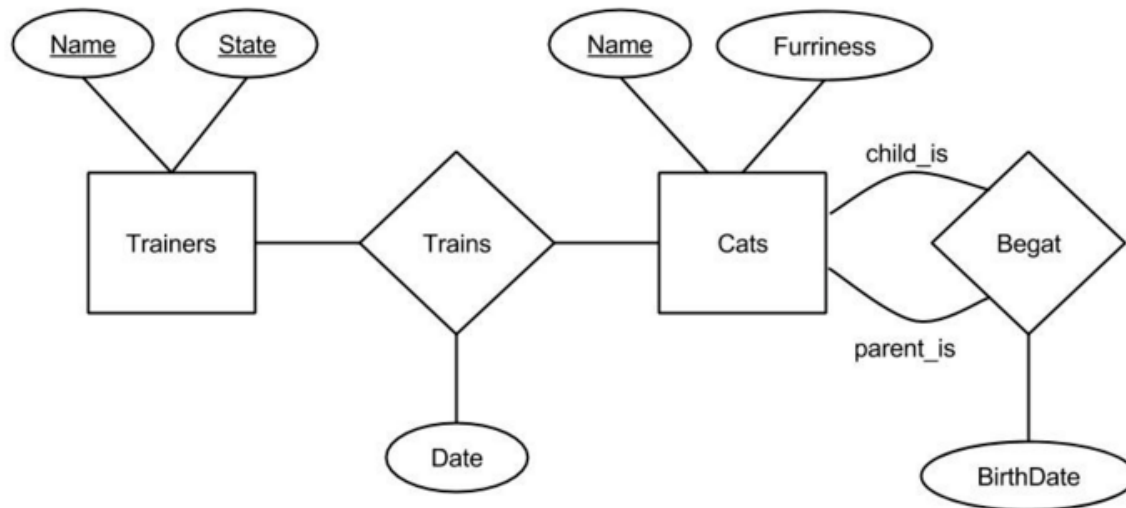 Name
State
Name
Furriness
child_is
Trainers
Trains
Cats
Begat
parent_is
Date
BirthDate